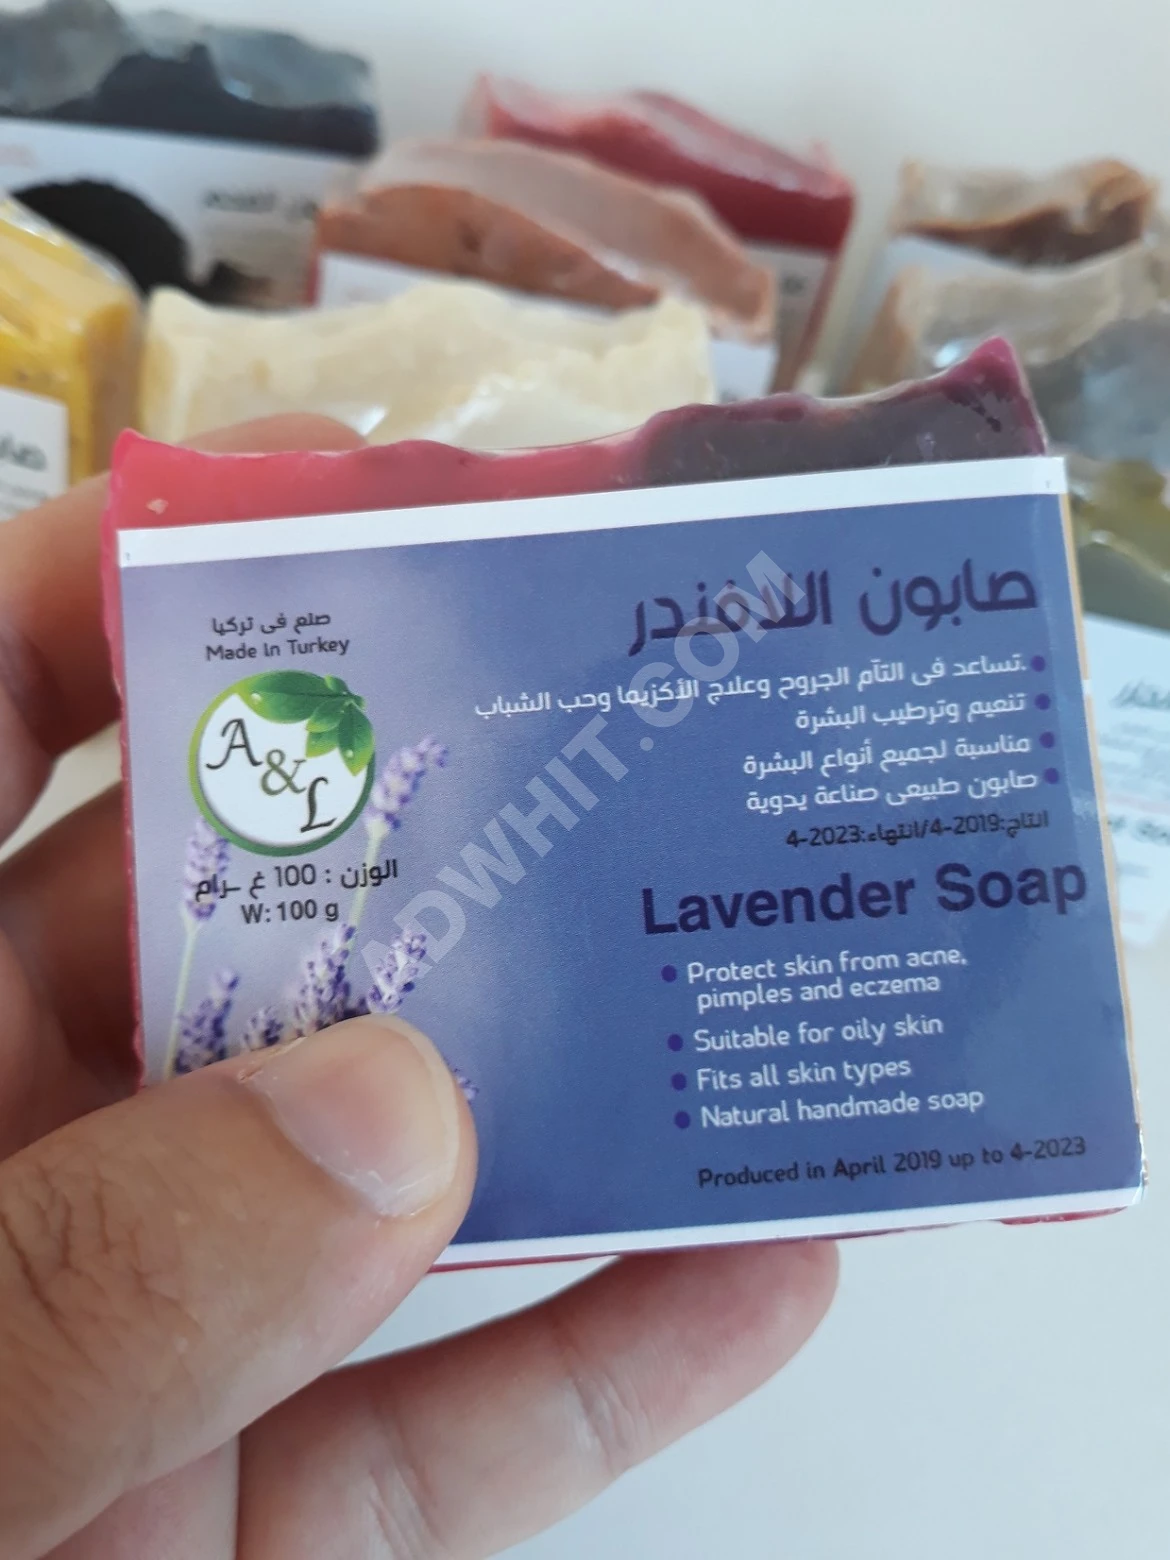 صنع في تركيا
Made In Turkey
A
&
L
الوزن : 100 غ ـرام
W: 100 g
صابون اللافندر
.تساعد في التآم الجروح وعلاج الأكزيما وحب الشباب
تنعيم وترطيب البشرة
مناسبة لجميع أنواع البشرة
صابون طبيعي صناعة يدوية
انتاج:2019-4/انتهاء:2023-4
Lavender Soap
Protect skin from acne,
pimples and eczema
Suitable for oily skin
Fits all skin types
Natural handmade soap
Produced in April 2019 up to 4-2023
ADWHIT.COM